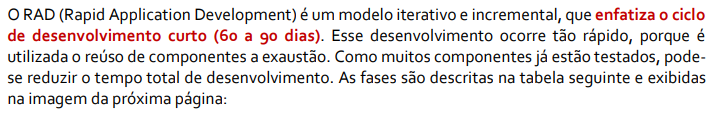 O RAD (Rapid Application Development) é um modelo iterativo e incremental, que enfatiza o ciclo
de desenvolvimento curto (60 a 90 dias). Esse desenvolvimento ocorre tão rápido, porque é
utilizada o reúso de componentes a exaustão. Como muitos componentes já estão testados, pode-
se reduzir o tempo total de desenvolvimento. As fases são descritas na tabela seguinte e exibidas
na imagem da próxima página: